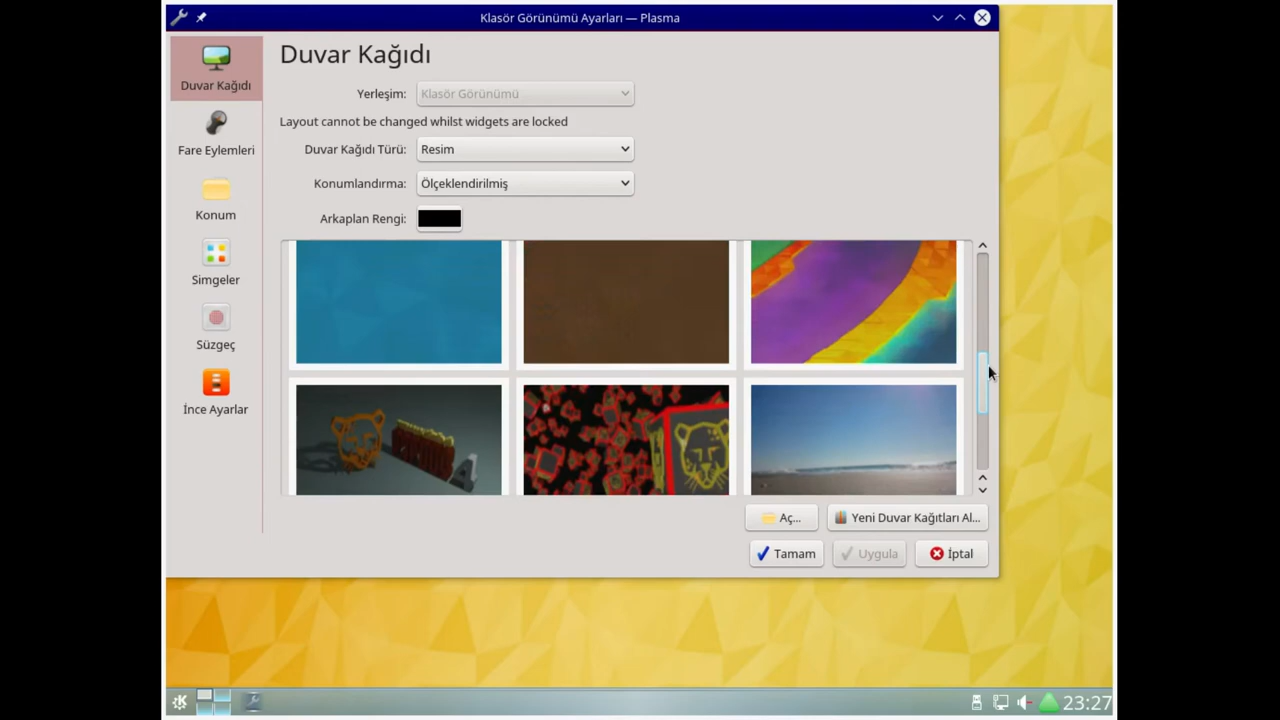 Klasör Görünümü Ayarları — Plasma
Duvar Kağıdı
Fare Eylemleri
Konum
Simgeler
Süzgeç
İnce Ayarlar
Duvar Kağıdı
Yerleşim: Klasör Görünümü
Layout cannot be changed whilst widgets are locked
Duvar Kağıdı Türü: Resim
Konumlandırma: Ölçeklendirilmiş
Arkaplan Rengi:
Aç...
Yeni Duvar Kağıtları Al...
Tamam
Uygula
İptal
23:27